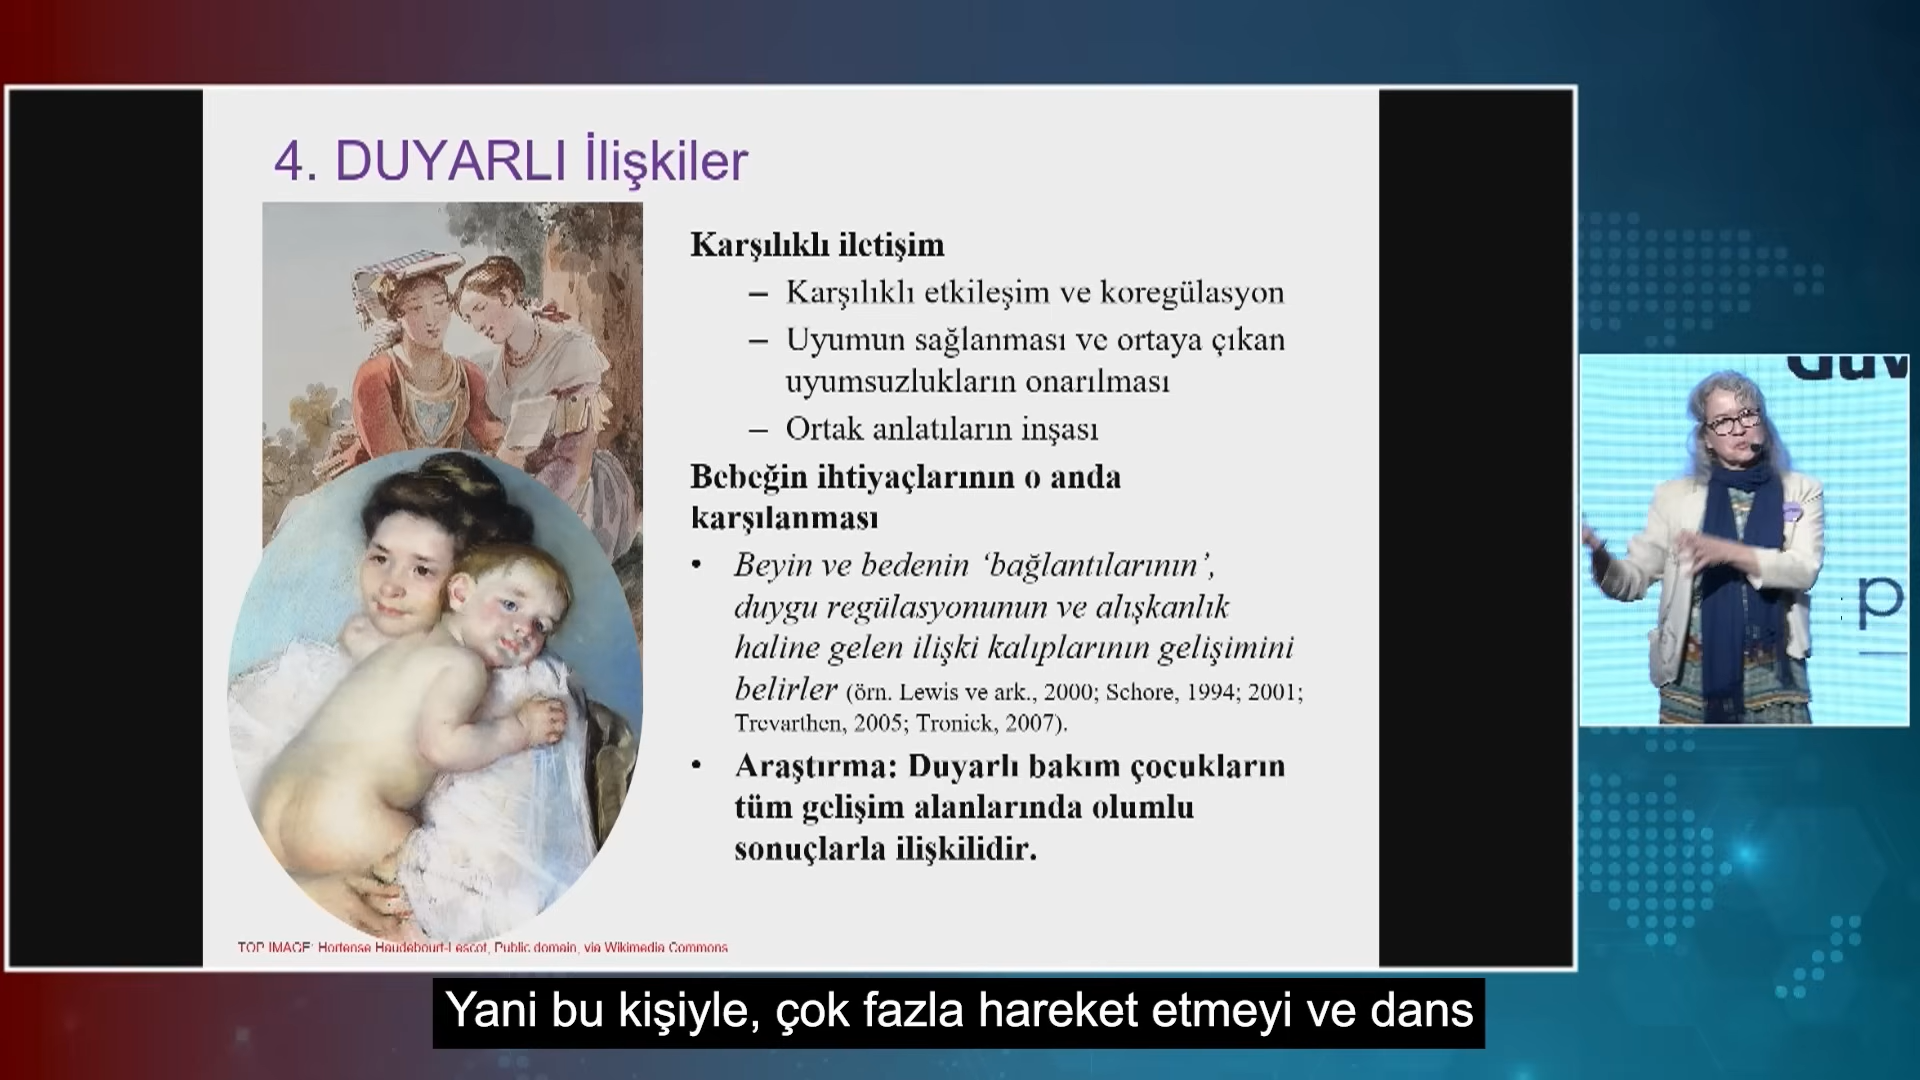 4. DUYARLI İlişkiler
Karşılıklı iletişim
– Karşılıklı etkileşim ve koregülasyon
– Uyumun sağlanması ve ortaya çıkan
uyumsuzlukların onarılması
– Ortak anlatıların inşası
Bebeğin ihtiyaçlarının o anda
karşılanması
• Beyin ve bedenin ‘bağlantılarının’,
duygu regülasyonunun ve alışkanlık
haline gelen ilişki kalıplarının gelişimini
belirler (örn. Lewis ve ark., 2000; Schore, 1994; 2001;
Trevarthen, 2005; Tronick, 2007).
• Araştırma: Duyarlı bakım çocukların
tüm gelişim alanlarında olumlu
sonuçlarla ilişkilidir.
TOP IMAGE: Hortense Haudebourt-Lescot, Public domain, via Wikimedia Commons
Yani bu kişiyle, çok fazla hareket etmeyi ve dans